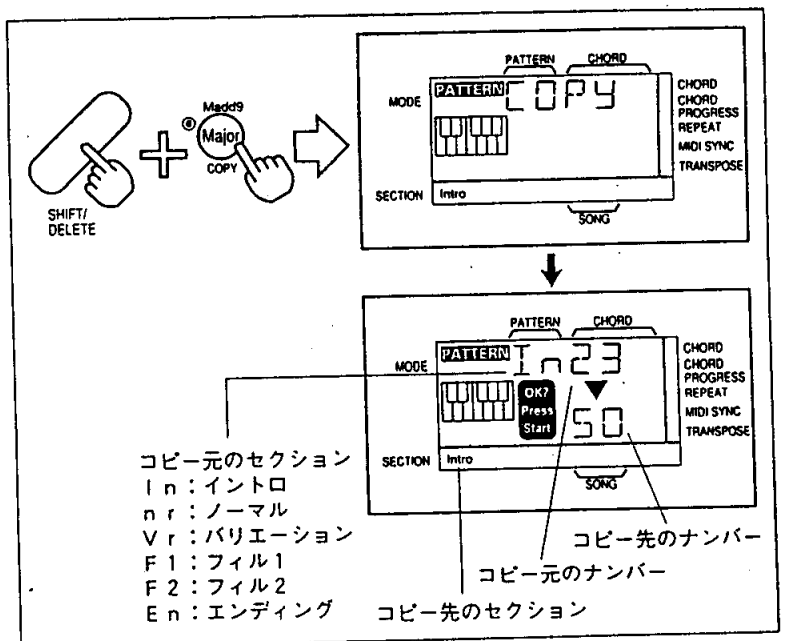 PATTERN CHORD
MODE PATTERN COPY
CHORD
CHORD
PROGRESS
REPEAT
MIDI SYNC
TRANSPOSE
SECTION Intro
SONG
Madd9
Major
COPY
SHIFT/
DELETE
PATTERN CHORD
MODE PATTERN In 23
OK?
Press
Start
50
CHORD
CHORD
PROGRESS
REPEAT
MIDI SYNC
TRANSPOSE
SECTION Intro
SONG
コピー元のセクション
In:イントロ
nr:ノーマル
Vr:バリエーション
F1:フィル1
F2:フィル2
En:エンディング
コピー先のナンバー
コピー元のナンバー
コピー先のセクション